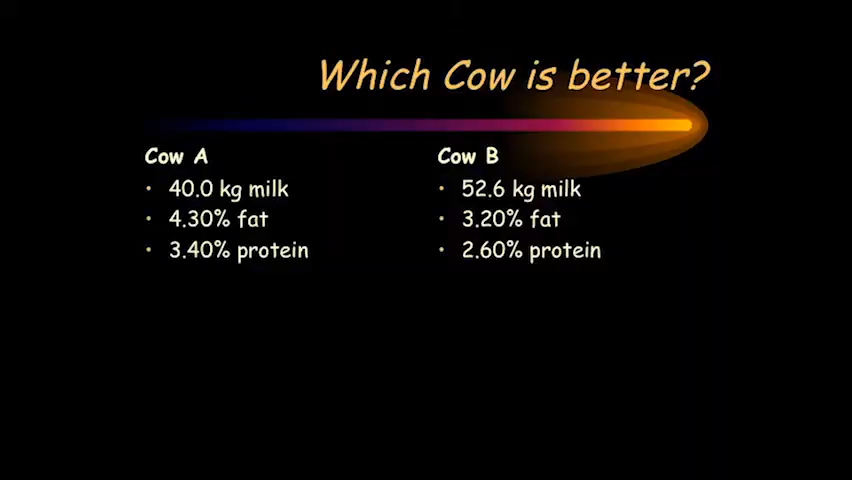 Which Cow is better?
Cow A
• 40.0 kg milk
• 4.30% fat
• 3.40% protein
Cow B
• 52.6 kg milk
• 3.20% fat
• 2.60% protein